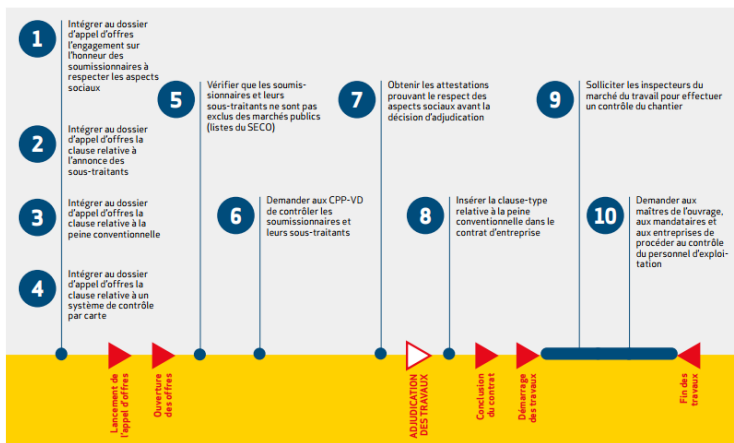 1
Intégrer au dossier
d'appel d'offres
l'engagement sur
l'honneur des
soumissionnaires à
respecter les aspects
sociaux
2
Intégrer au dossier
d'appel d'offres la
clause relative à
l'annonce des
sous-traitants
3
Intégrer au dossier
d'appel d'offres la
clause relative à la
peine conventionnelle
4
Intégrer au dossier
d'appel d'offres la
clause relative à un
système de contrôle
par carte
5
Vérifier que les soumis-
sionnaires et leurs
sous-traitants ne sont pas
exclus des marchés publics
(listes du SECO)
6
Demander aux CPP-VD
de contrôler les
soumissionnaires et
leurs sous-traitants
7
Obtenir les attestations
prouvant le respect des
aspects sociaux avant la
décision d'adjudication
8
Insérer la clause-type
relative à la peine
conventionnelle dans le
contrat d'entreprise
9
Solliciter les inspecteurs du
marché du travail pour effectuer
un contrôle du chantier
10
Demander aux
maîtres de l'ouvrage,
aux mandataires et
aux entreprises de
procéder au contrôle
du personnel d'exploi-
tation
Lancement de
l'appel d'offres
Ouverture
des offres
ADJUDICATION
DES TRAVAUX
Conclusion
du contrat
Démarrage
des travaux
Fin des
travaux